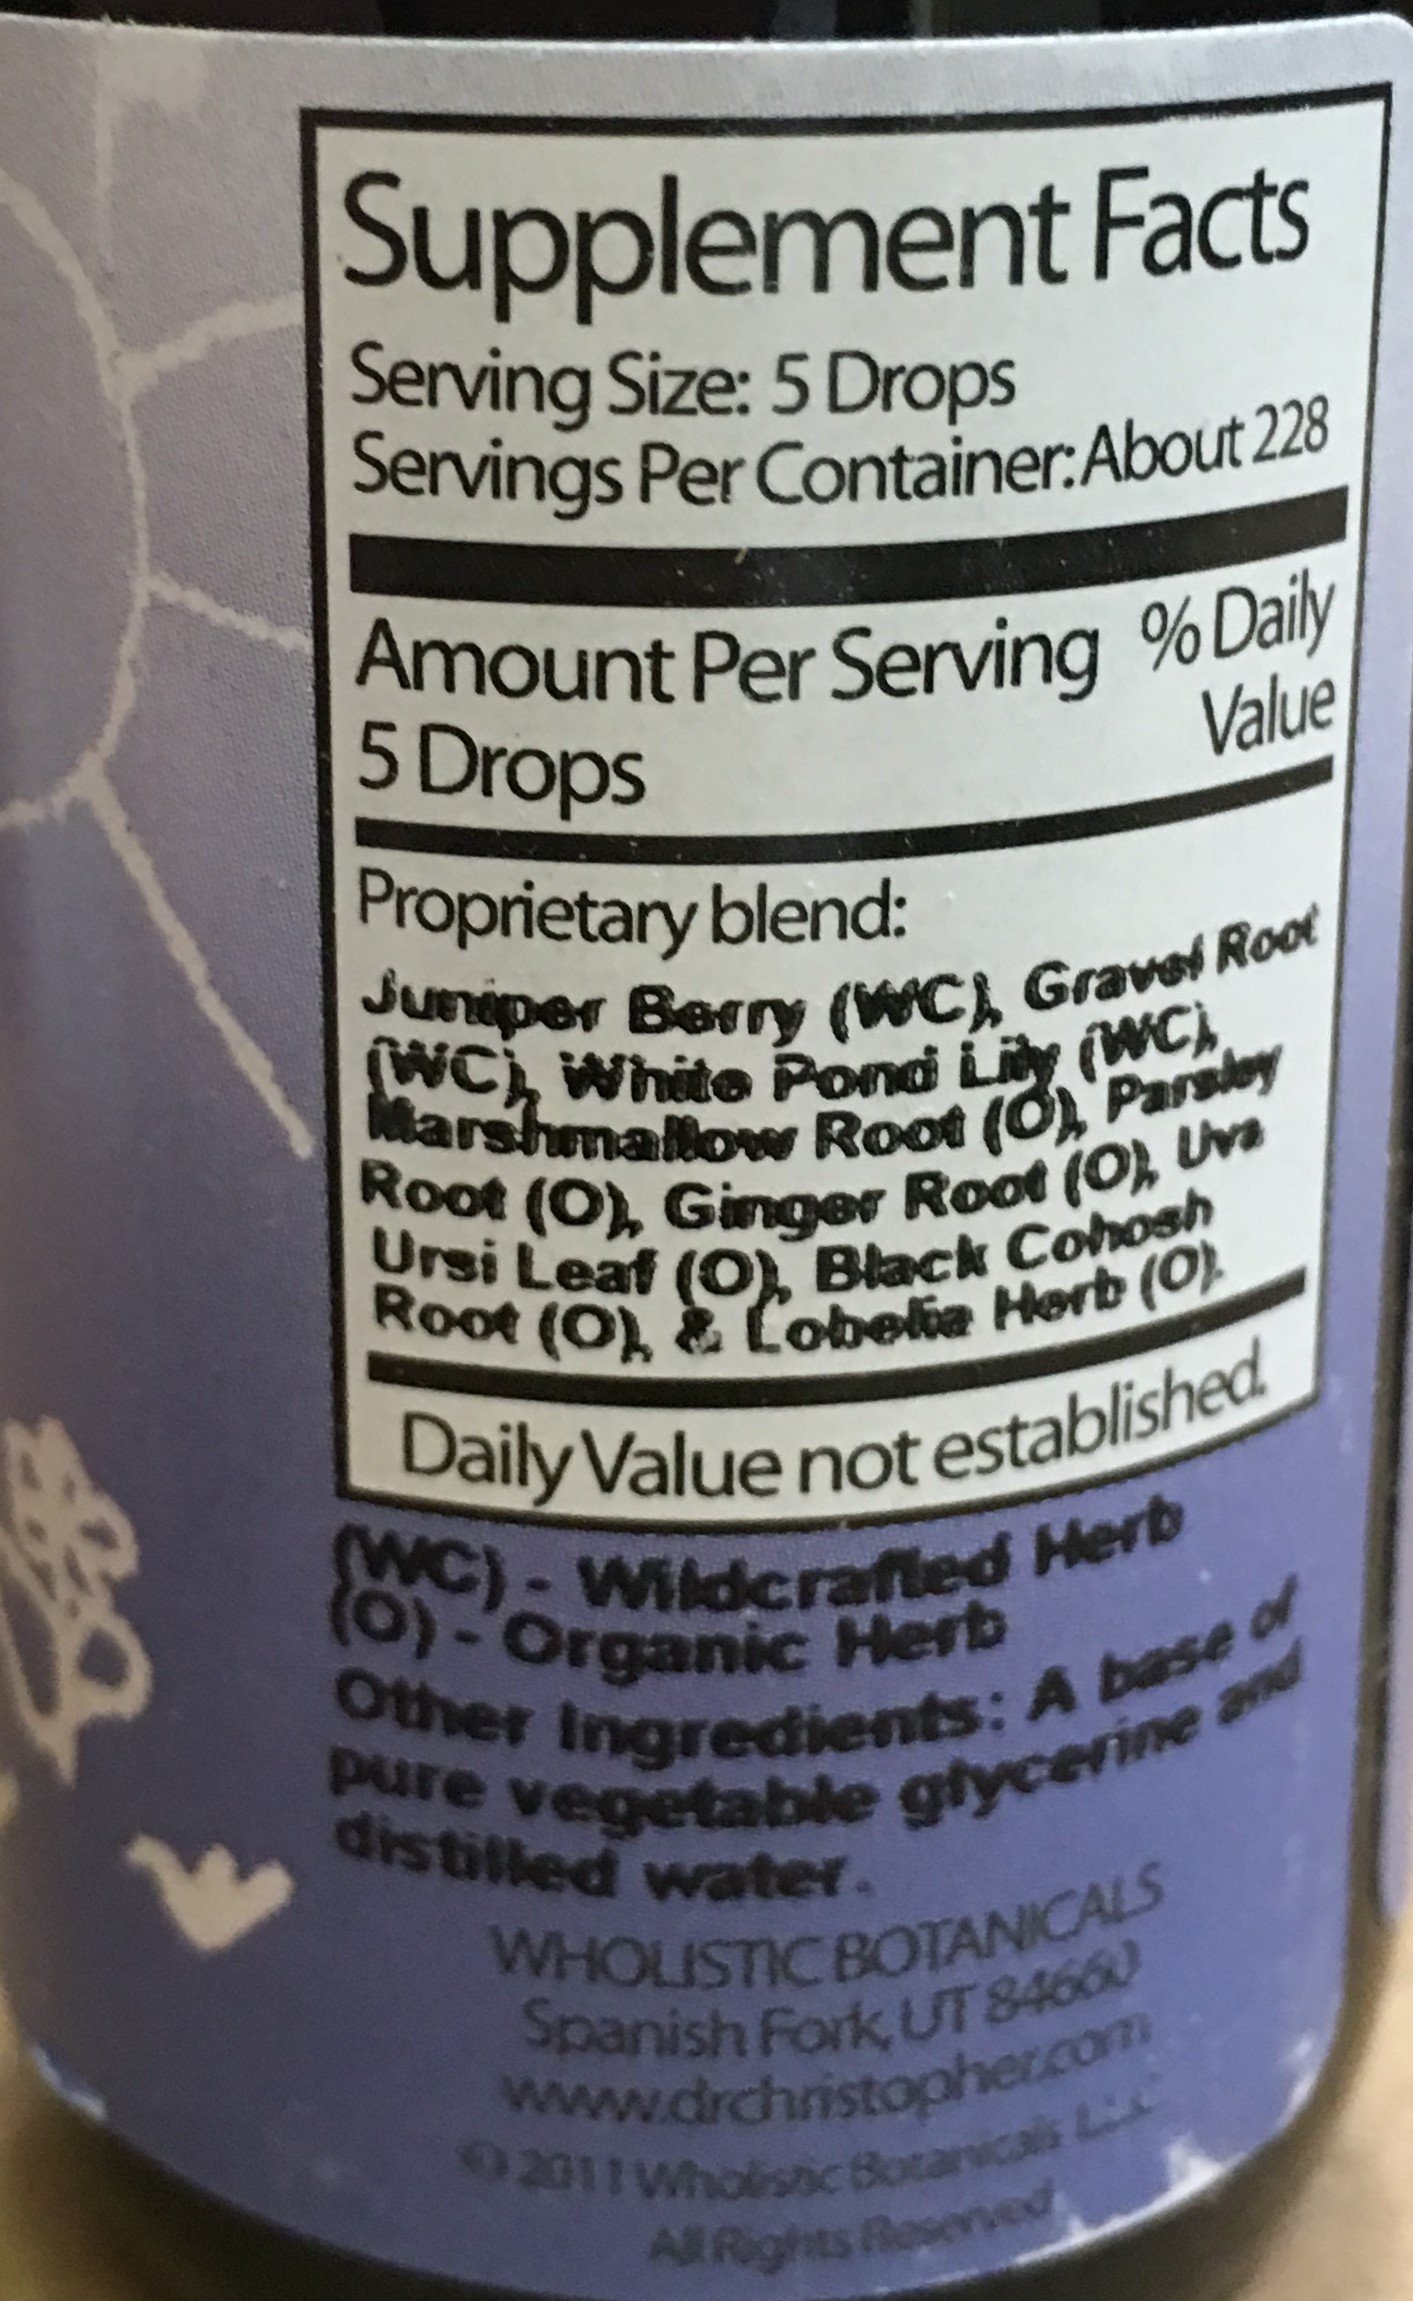 Supplement Facts
Serving Size: 5 Drops
Servings Per Container: About 228
Amount Per Serving % Daily
5 Drops Value
Proprietary blend:
Juniper Berry (WC), Gravel Root
(WC), White Pond Lily (WC),
Marshmallow Root (O), Parsley
Root (O), Ginger Root (O), Uva
Ursi Leaf (O), Black Cohosh
Root (O), & Lobelia Herb (O).
Daily Value not established.
(WC) - Wildcrafted Herb
(O) - Organic Herb
Other Ingredients: A base of
pure vegetable glycerine and
distilled water.
WHOLISTIC BOTANICALS
Spanish Fork, UT 84660
www.drchristopher.com
© 2011 Wholistic Botanicals LLC
All Rights Reserved